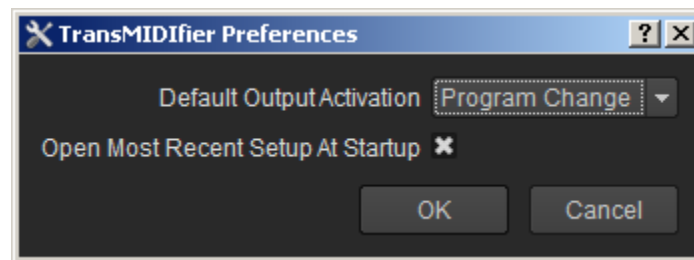 TransMIDIfier Preferences
Default Output Activation Program Change
Open Most Recent Setup At Startup
OK Cancel